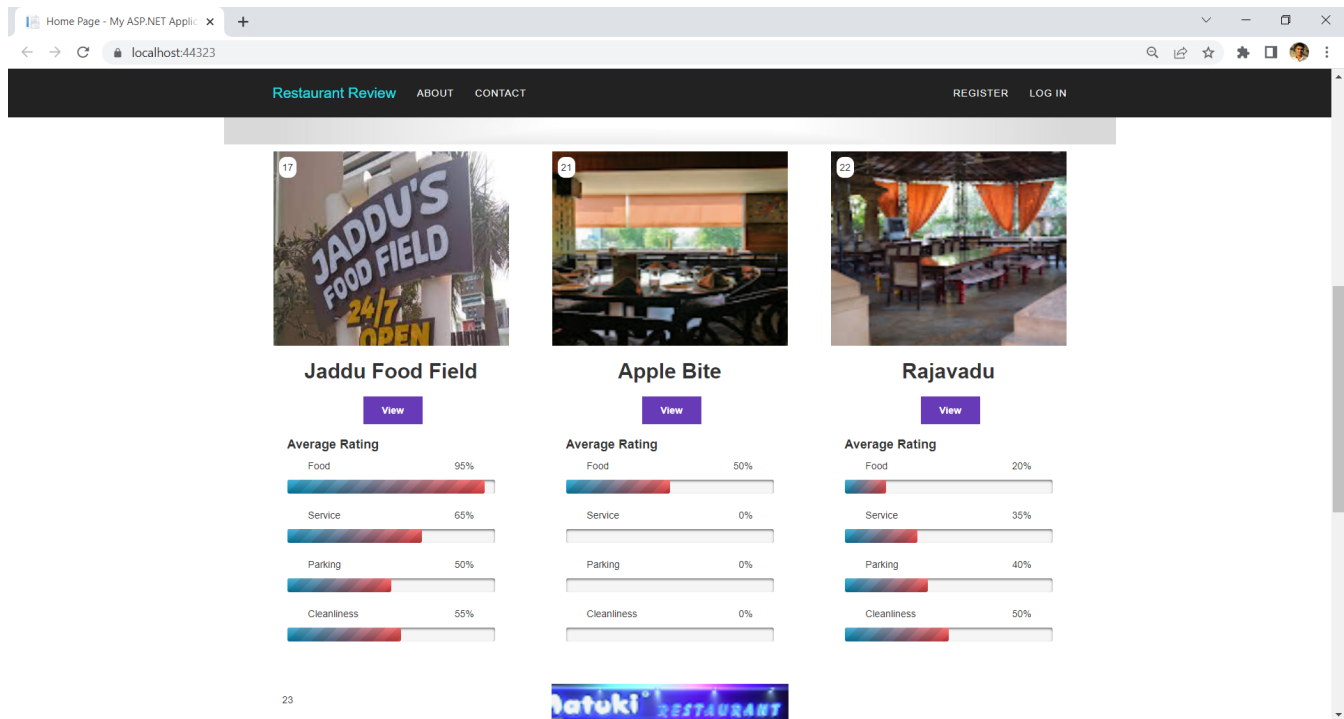 Home Page - My ASP.NET Applic
localhost:44323
Restaurant Review ABOUT CONTACT REGISTER LOG IN
17
JADDU'S
FOOD FIELD
24/7
OPEN
21
22
Jaddu Food Field
Apple Bite
Rajavadu
View
View
View
Average Rating
Food 95%
Service 65%
Parking 50%
Cleanliness 55%
Average Rating
Food 50%
Service 0%
Parking 0%
Cleanliness 0%
Average Rating
Food 20%
Service 35%
Parking 40%
Cleanliness 50%
23
Matuki RESTAURANT